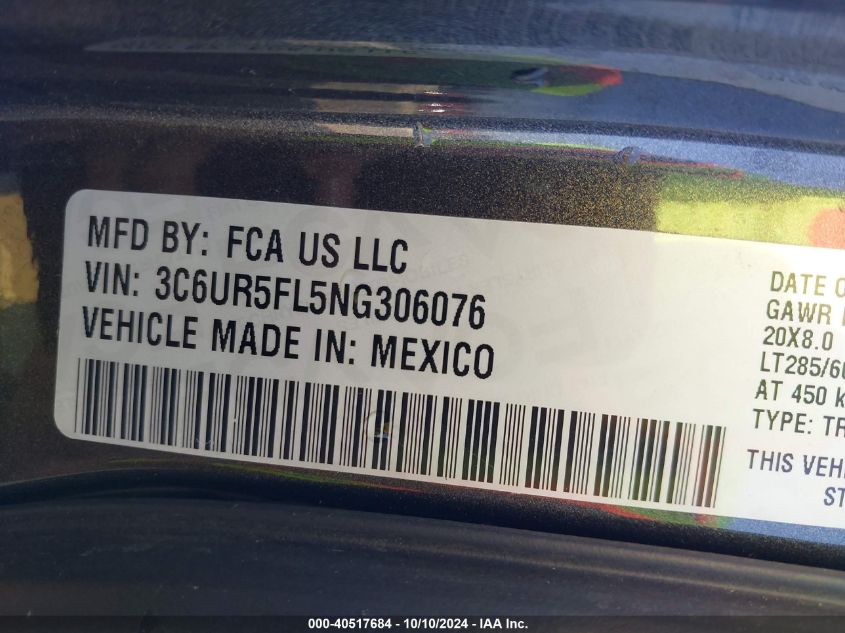 MFD BY: FCA US LLC
VIN: 3C6UR5FL5NG306076
VEHICLE MADE IN: MEXICO
DATE O
GAWR
20X8.0
LT285/60
AT 450 k
TYPE: TR
THIS VEH
ST
000-40517684 - 10/10/2024 - IAA Inc.